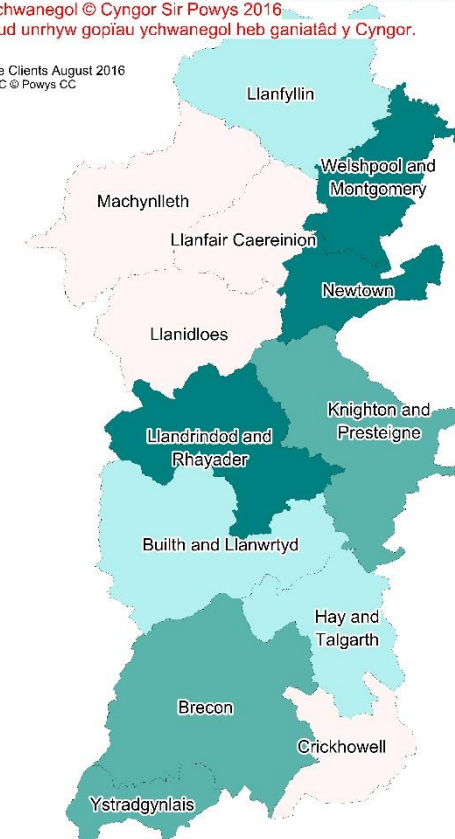 chwanegol © Cyngor Sir Powys 2016
ud unrhyw gopïau ychwanegol heb ganiatâd y Cyngor.
e Clients August 2016
C © Powys CC
Llanfyllin
Welshpool and
Montgomery
Machynlleth
Llanfair Caereinion
Newtown
Llanidloes
Knighton and
Presteigne
Llandrindod and
Rhayader
Builth and Llanwrtyd
Hay and
Talgarth
Brecon
Crickhowell
Ystradgynlais